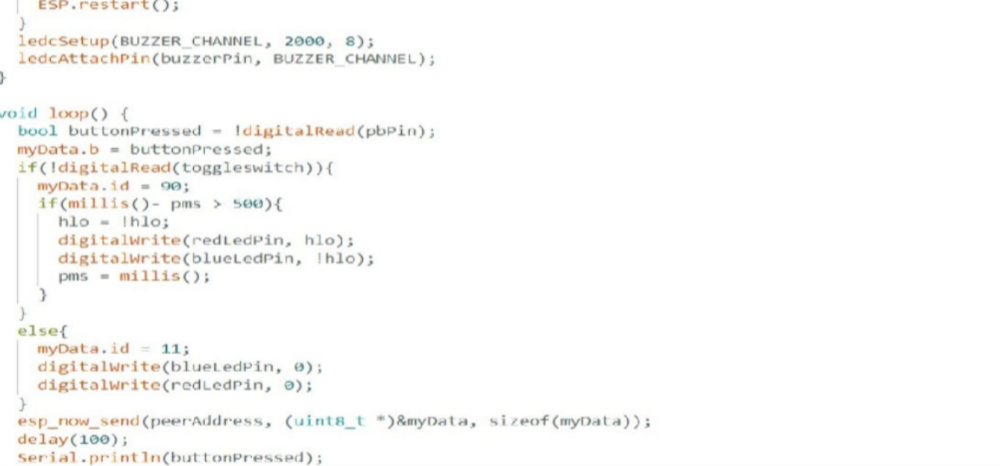 ESP.restart();
}
ledcSetup(BUZZER_CHANNEL, 2000, 8);
ledcAttachPin(buzzerPin, BUZZER_CHANNEL);
}
void loop() {
bool buttonPressed = !digitalRead(pbPin);
myData.b = buttonPressed;
if(!digitalRead(toggleswitch)){
myData.id = 90;
if(millis()- pms > 500){
hlo = !hlo;
digitalWrite(redLedPin, hlo);
digitalWrite(blueLedPin, !hlo);
pms = millis();
}
}
else{
myData.id = 11;
digitalWrite(blueLedPin, 0);
digitalWrite(redLedPin, 0);
}
esp_now_send(peerAddress, (uint8_t *)&myData, sizeof(myData));
delay(100);
Serial.println(buttonPressed);